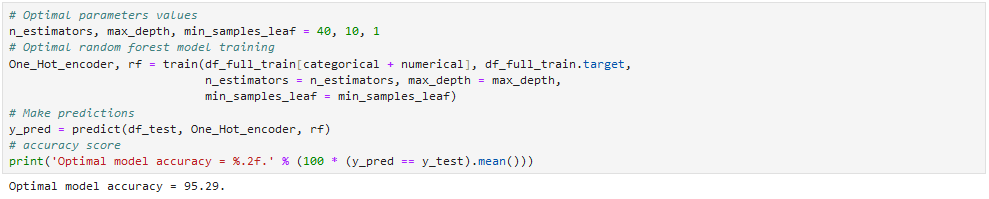 # Optimal parameters values
n_estimators, max_depth, min_samples_leaf = 40, 10, 1
# Optimal random forest model training
One_Hot_encoder, rf = train(df_full_train[categorical + numerical], df_full_train.target,
n_estimators = n_estimators, max_depth = max_depth,
min_samples_leaf = min_samples_leaf)
# Make predictions
y_pred = predict(df_test, One_Hot_encoder, rf)
# accuracy score
print('Optimal model accuracy = %.2f.' % (100 * (y_pred == y_test).mean()))
Optimal model accuracy = 95.29.